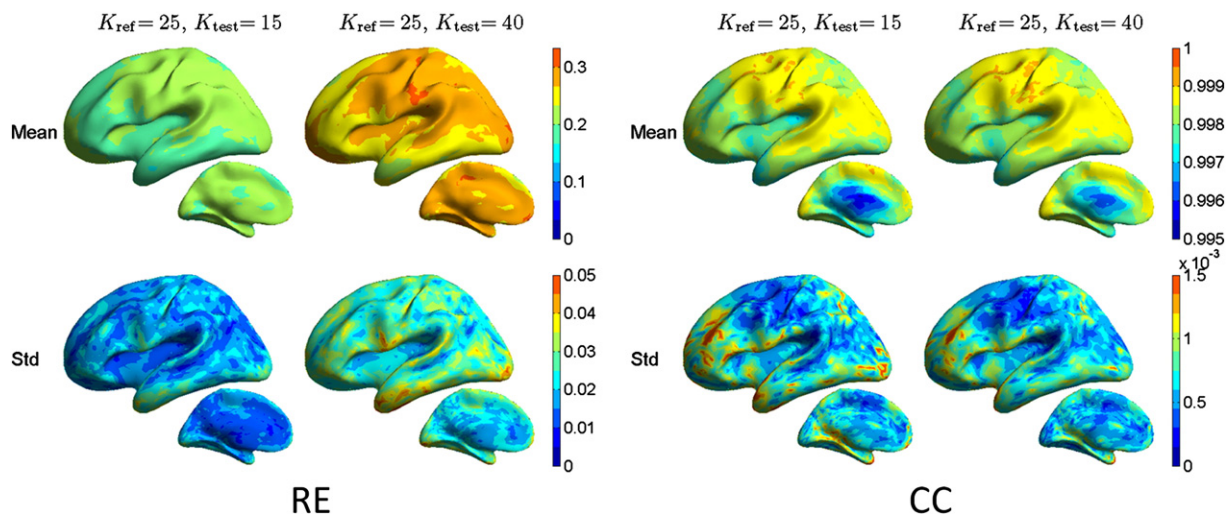 K_ref = 25, K_test = 15
K_ref = 25, K_test = 40
K_ref = 25, K_test = 15
K_ref = 25, K_test = 40
Mean
0.3
0.2
0.1
0
Mean
1
0.999
0.998
0.997
0.996
0.995
Std
0.05
0.04
0.03
0.02
0.01
0
Std
x 10^-3
1.5
1
0.5
0
RE
CC